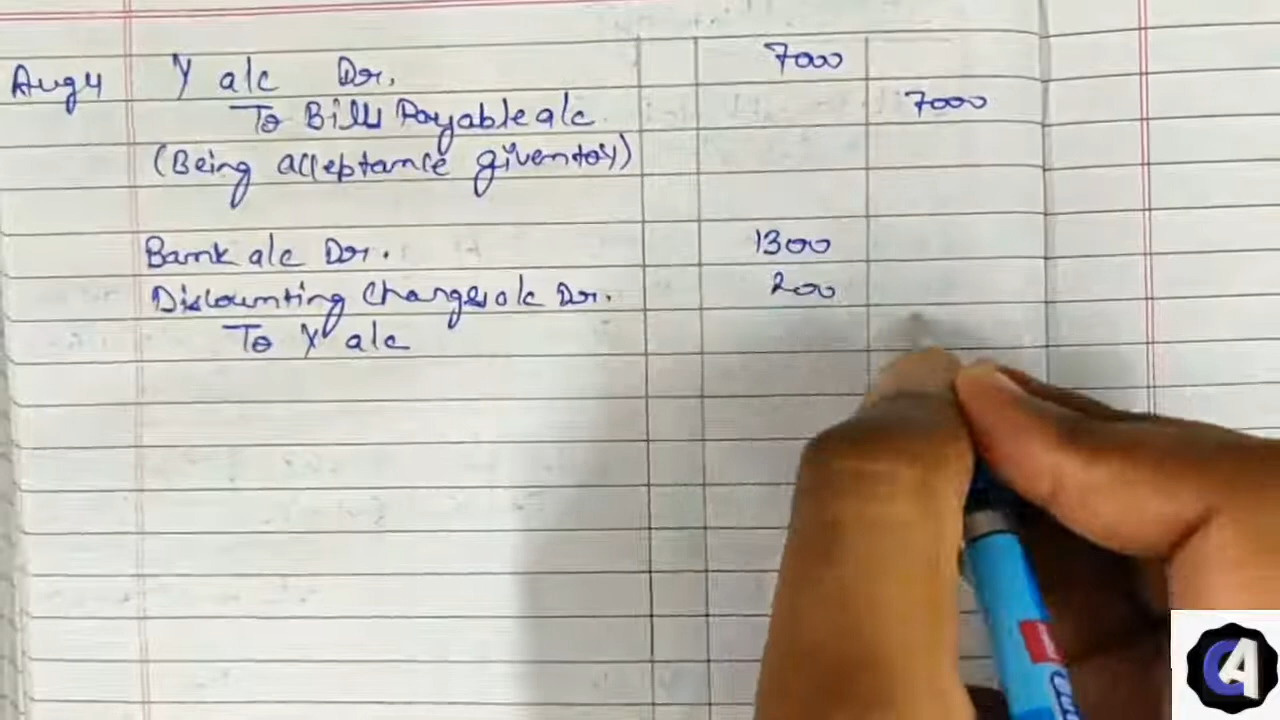 Aug 4 Y a/c Dr. 7000
To Bills Payable a/c 7000
(Being acceptance given to Y)
Bank a/c Dr. 1300
Discounting Charges a/c Dr. 200
To Y a/c
CA